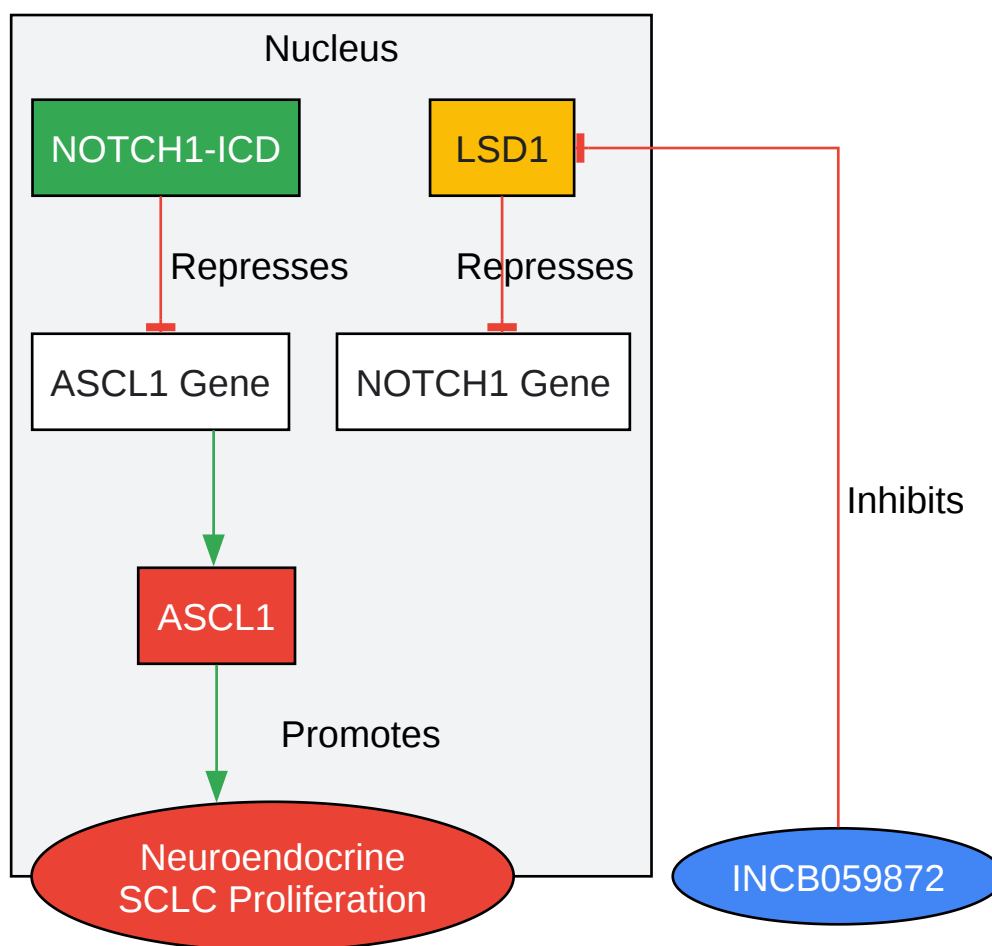 Nucleus
NOTCH1-ICD
LSD1
Represses
Represses
ASCL1 Gene
NOTCH1 Gene
Inhibits
ASCL1
Promotes
Neuroendocrine
SCLC Proliferation
INCB059872